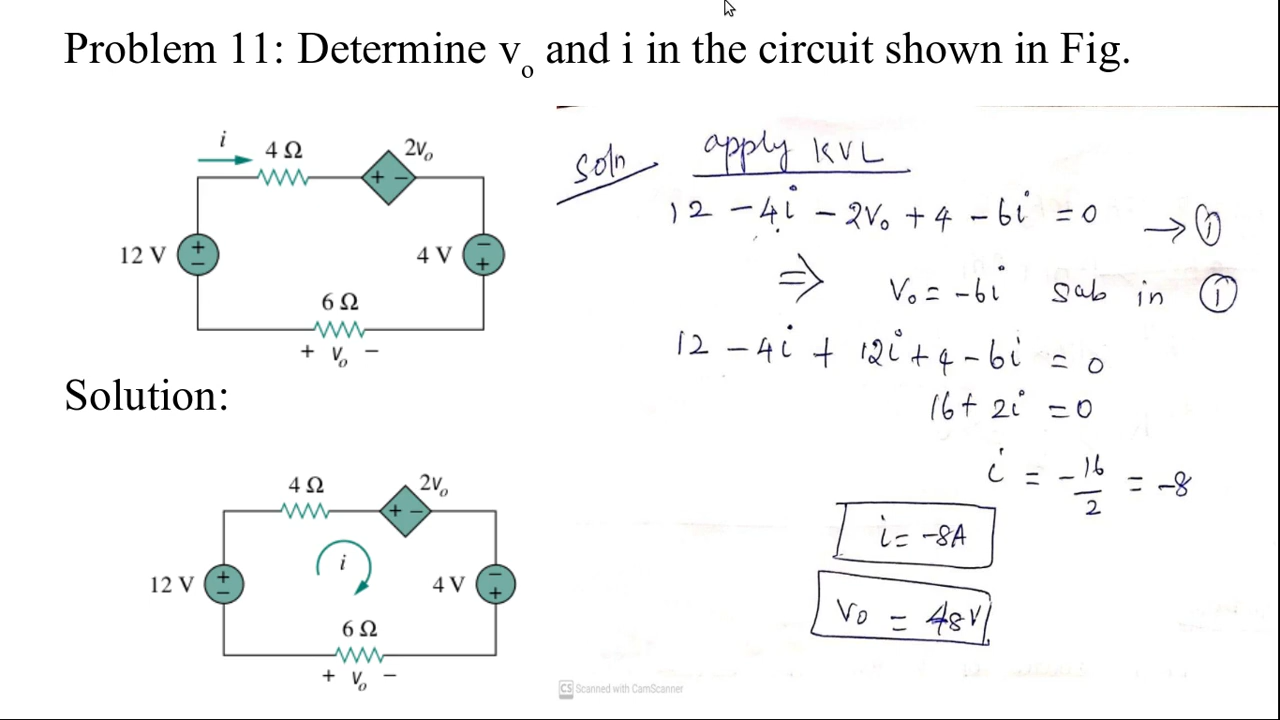 Problem 11: Determine vo and i in the circuit shown in Fig.
i
4 Ω
2vo
+ −
12 V
+
−
4 V
−
+
6 Ω
+ vo −
Soln apply KVL
12 − 4i − 2Vo + 4 − 6i = 0 → ①
⇒ Vo = −6i sub in ①
12 − 4i + 12i + 4 − 6i = 0
16 + 2i = 0
i = −16/2 = −8
i = −8A
Vo = 48V
Solution:
4 Ω
2vo
+ −
i
12 V
+
−
4 V
−
+
6 Ω
+ vo −
CS Scanned with CamScanner